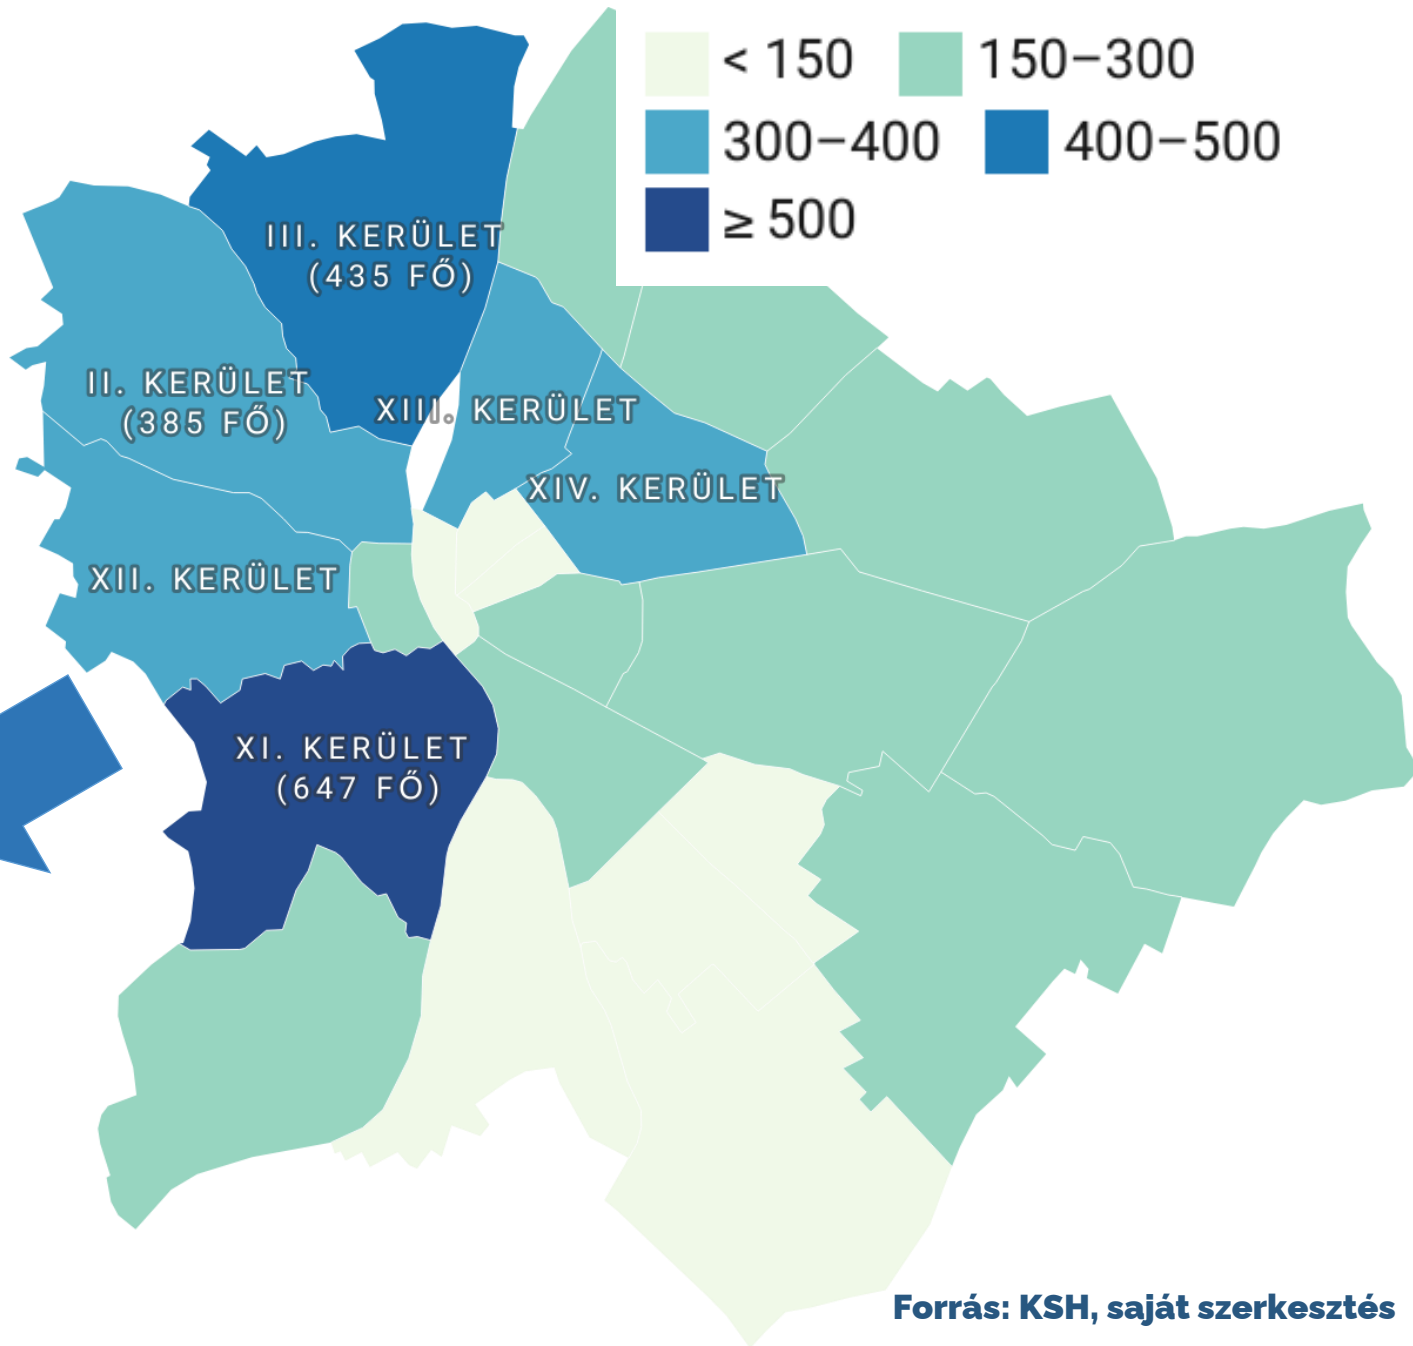 < 150 150–300
300–400 400–500
≥ 500
III. KERÜLET
(435 FŐ)
II. KERÜLET
(385 FŐ)
XIII. KERÜLET
XIV. KERÜLET
XII. KERÜLET
XI. KERÜLET
(647 FŐ)
Forrás: KSH, saját szerkesztés